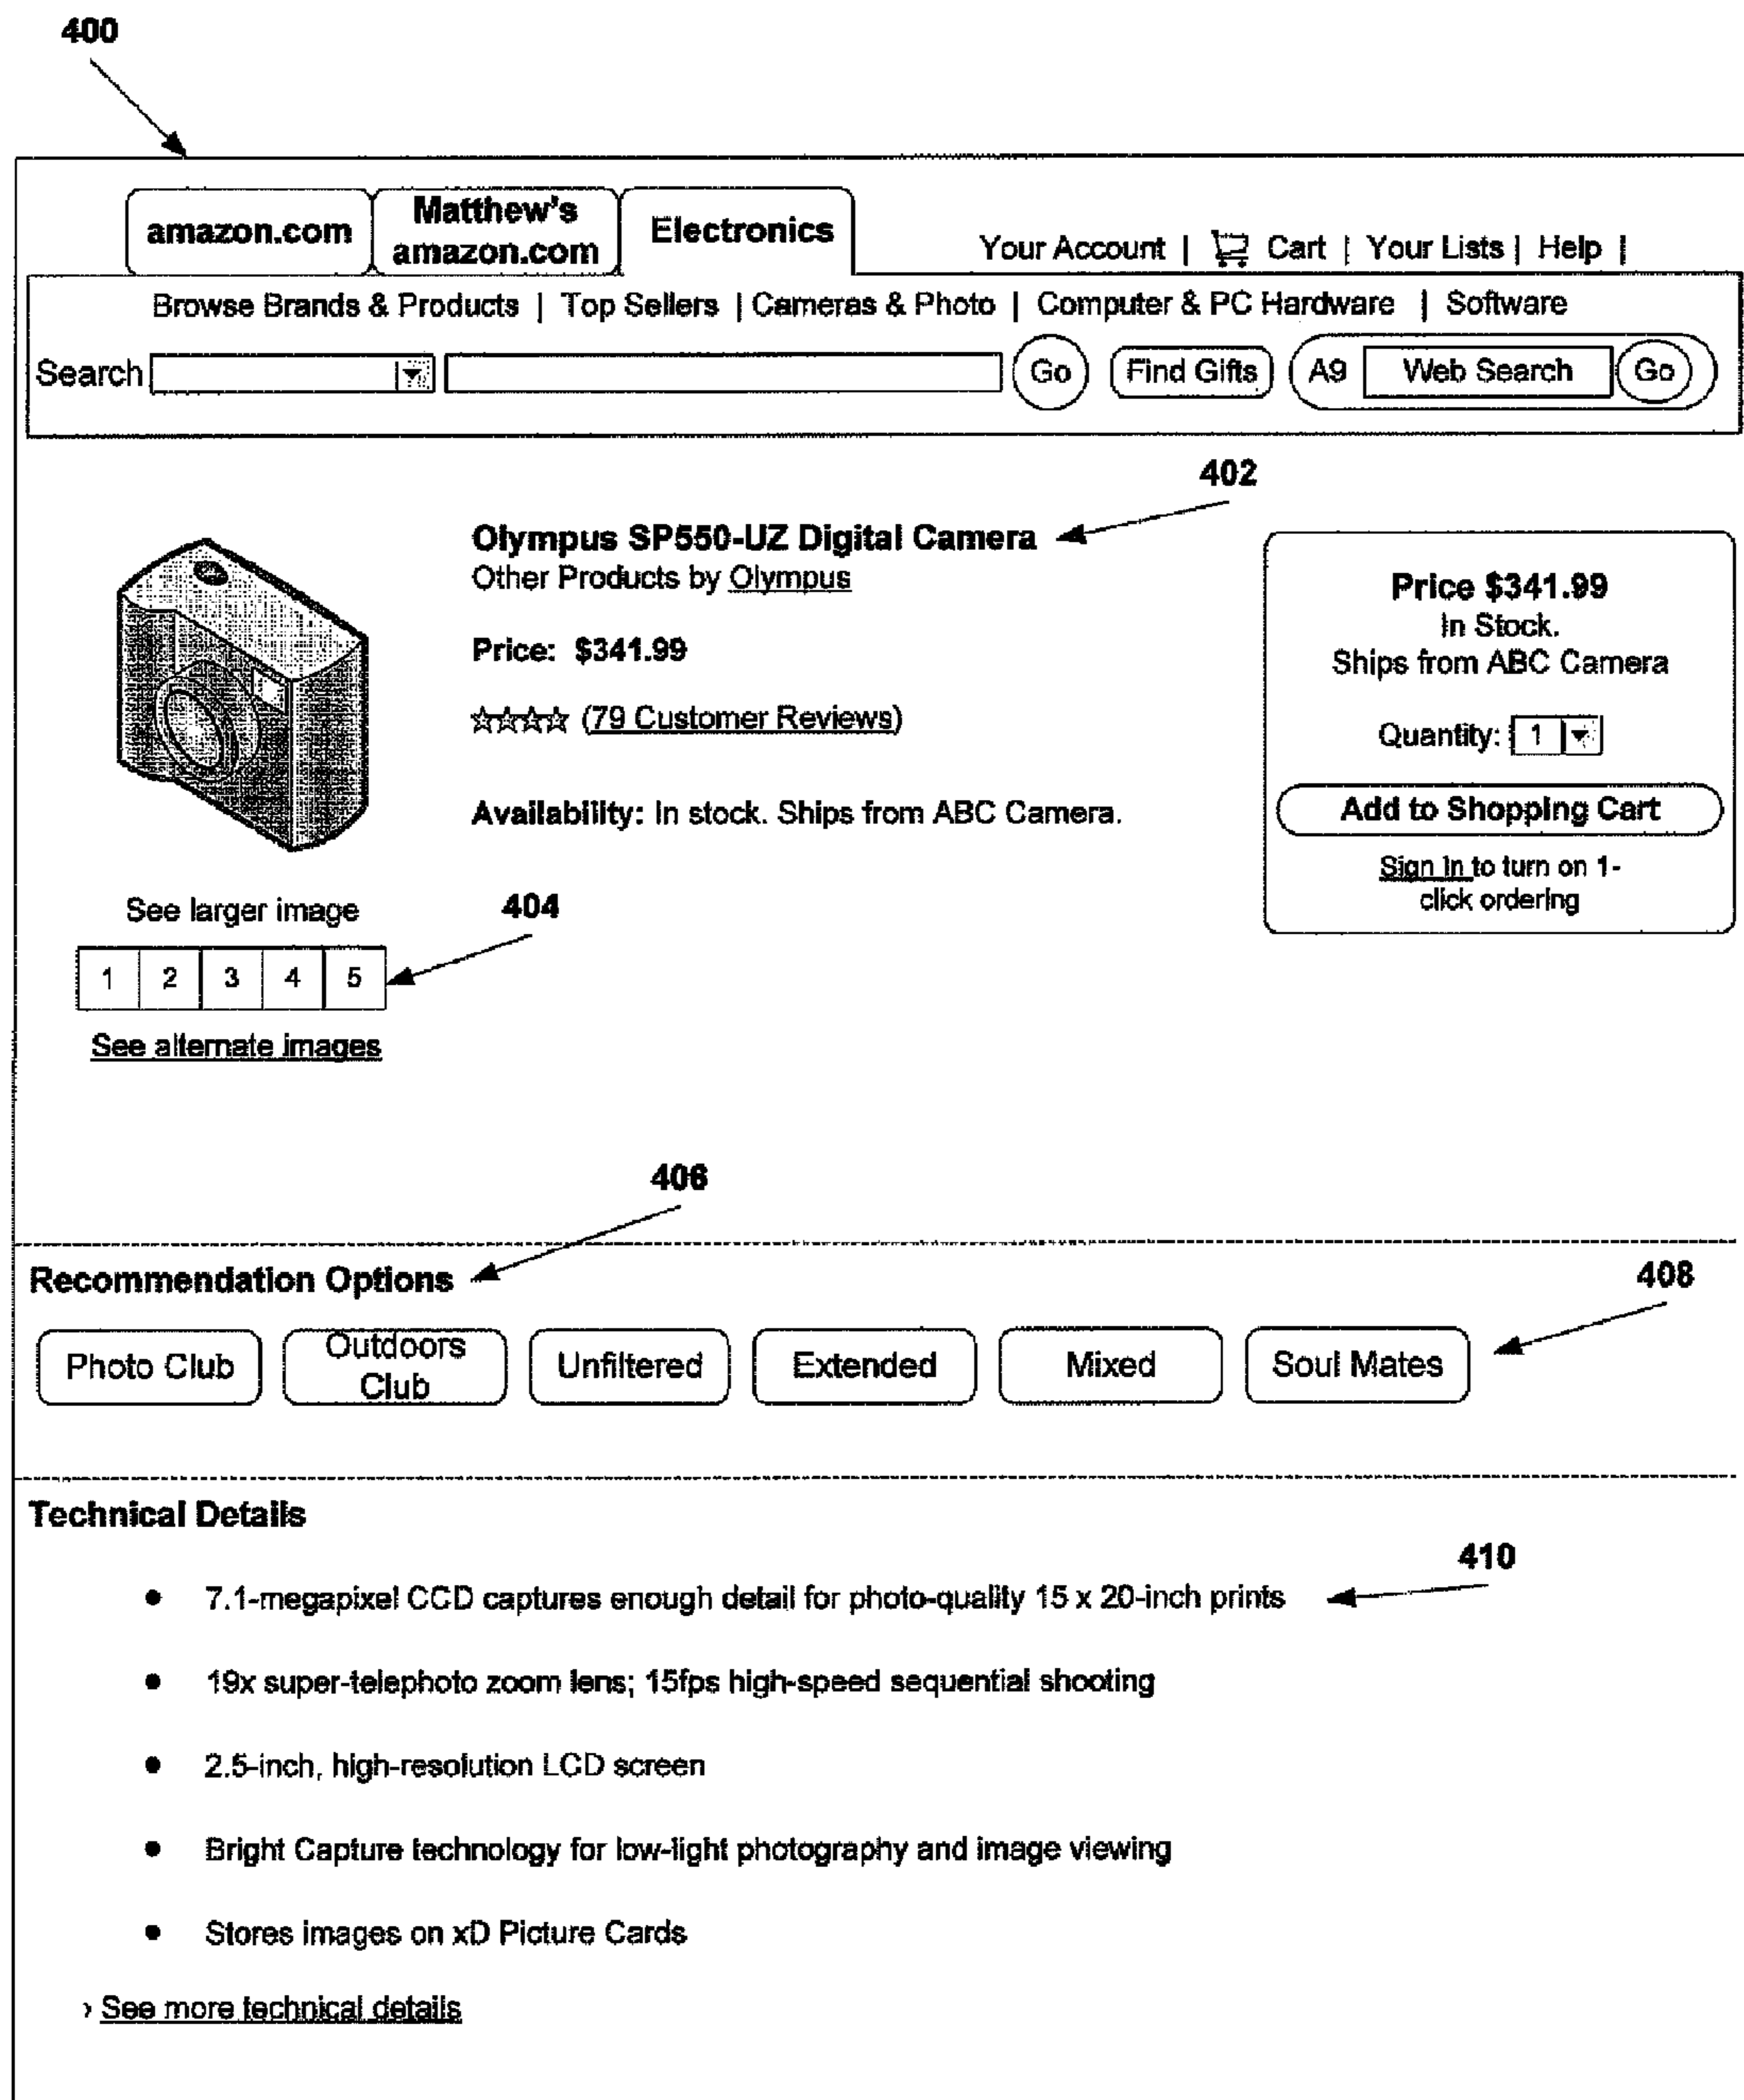 400
amazon.com
Matthew's
amazon.com
Electronics
Your Account | Cart | Your Lists | Help |
Browse Brands & Products | Top Sellers | Cameras & Photo | Computer & PC Hardware | Software
Search Go Find Gifts A9 Web Search Go
402
Olympus SP550-UZ Digital Camera
Other Products by Olympus
Price: $341.99
☆☆☆☆ (79 Customer Reviews)
Availability: In stock. Ships from ABC Camera.
Price $341.99
In Stock.
Ships from ABC Camera
Quantity: 1
Add to Shopping Cart
Sign In to turn on 1-
click ordering
See larger image
404
1 2 3 4 5
See alternate images
406
Recommendation Options
408
Photo Club
Outdoors
Club
Unfiltered
Extended
Mixed
Soul Mates
Technical Details
410
• 7.1-megapixel CCD captures enough detail for photo-quality 15 x 20-inch prints
• 19x super-telephoto zoom lens; 15fps high-speed sequential shooting
• 2.5-inch, high-resolution LCD screen
• Bright Capture technology for low-light photography and image viewing
• Stores images on xD Picture Cards
› See more technical details